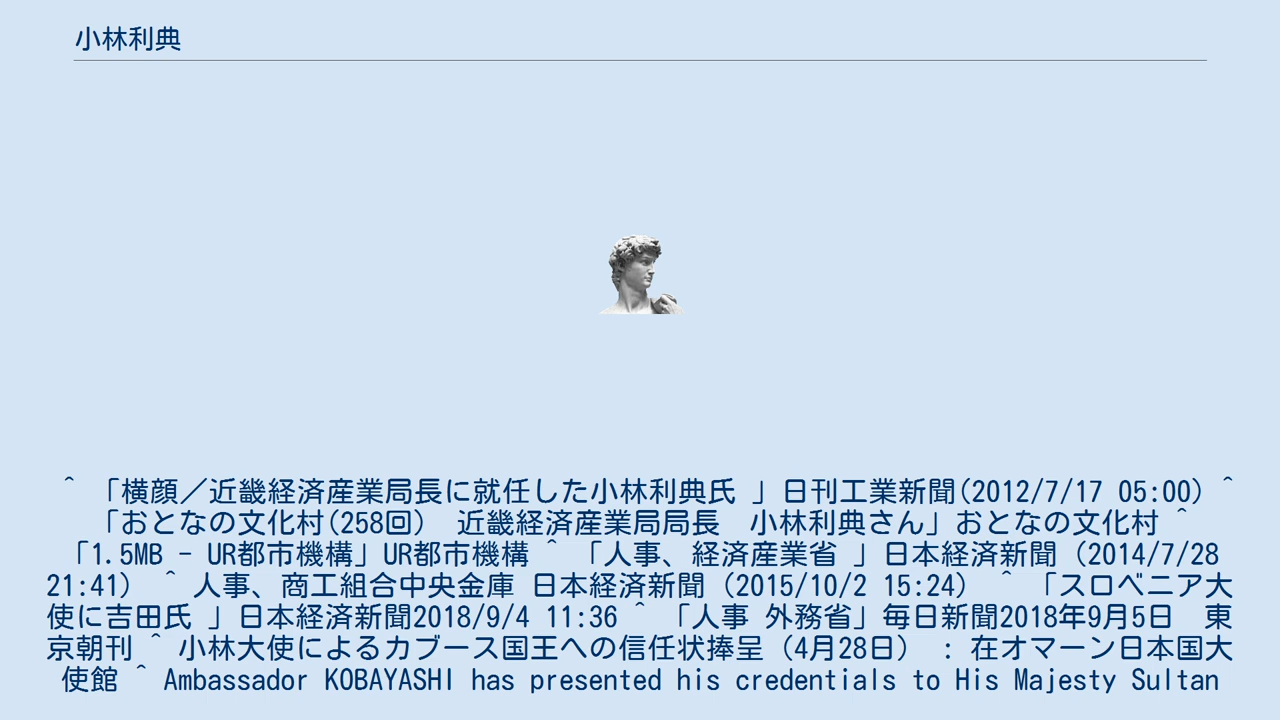 小林利典
^ 「横顔／近畿経済産業局長に就任した小林利典氏 」日刊工業新聞(2012/7/17 05:00) ^
「おとなの文化村(258回) 近畿経済産業局局長　小林利典さん」おとなの文化村 ^
「1.5MB - UR都市機構」UR都市機構 ^ 「人事、経済産業省 」日本経済新聞 (2014/7/28
21:41) ^ 人事、商工組合中央金庫 日本経済新聞 (2015/10/2 15:24) ^ 「スロベニア大
使に吉田氏 」日本経済新聞2018/9/4 11:36 ^ 「人事 外務省」毎日新聞2018年9月5日　東
京朝刊 ^ 小林大使によるカブース国王への信任状捧呈 (4月28日) : 在オマーン日本国大
使館 ^ Ambassador KOBAYASHI has presented his credentials to His Majesty Sultan